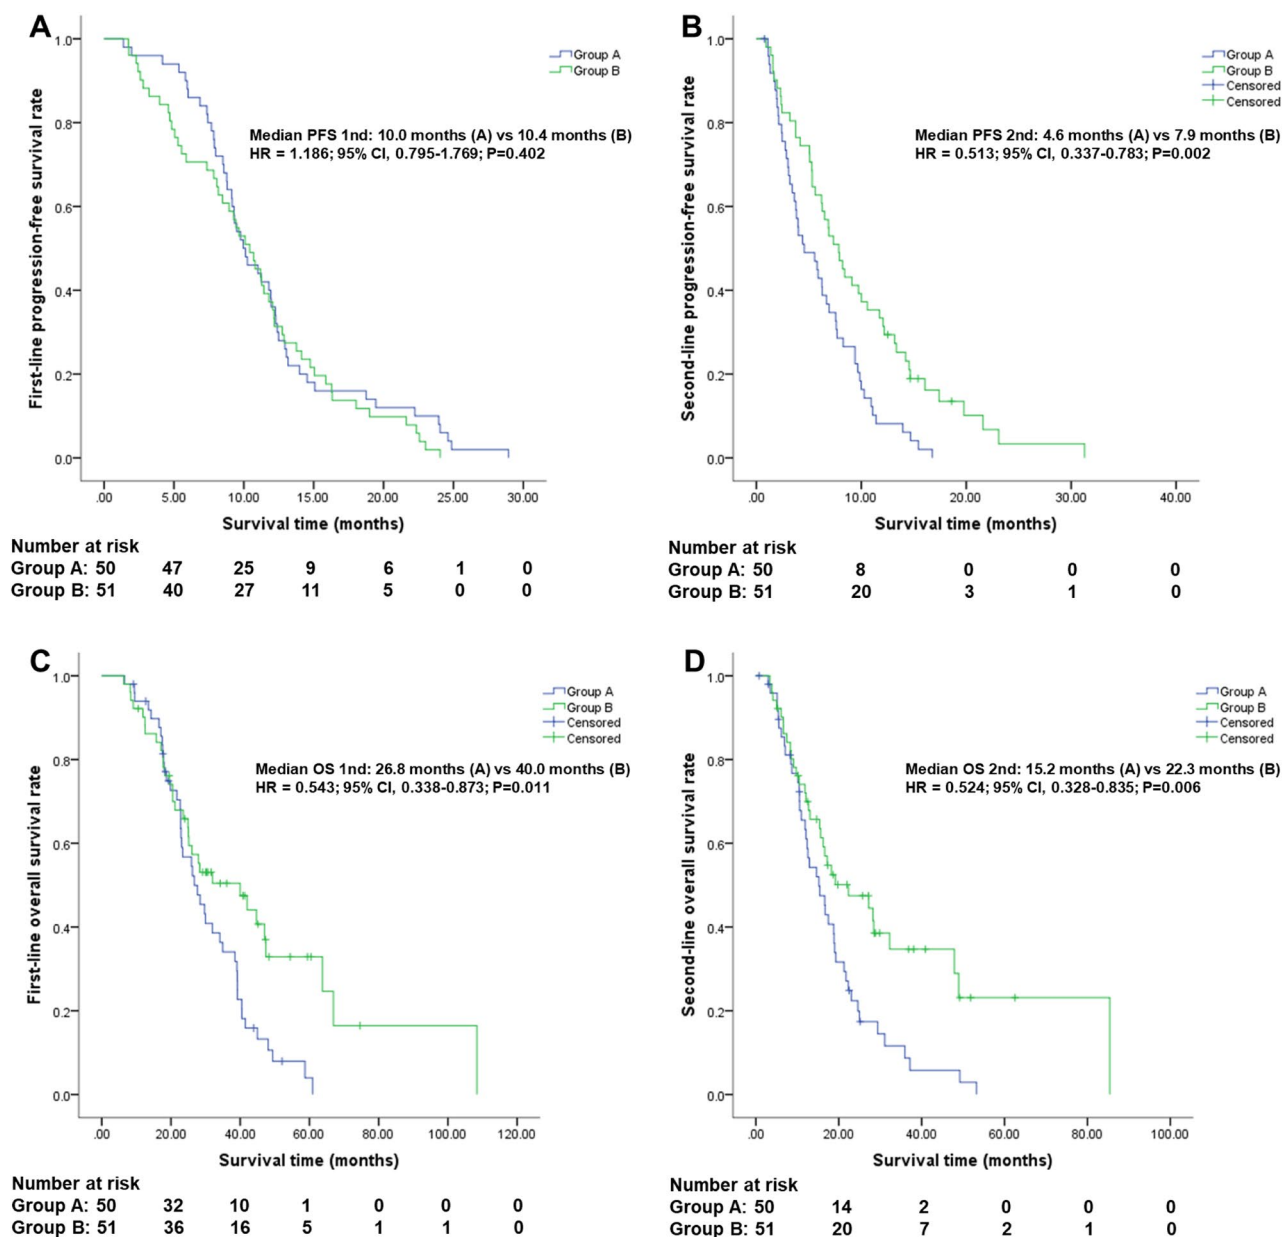 A
First-line progression-free survival rate
1.0
0.8
0.6
0.4
0.2
0.0
Group A
Group B
Median PFS 1nd: 10.0 months (A) vs 10.4 months (B)
HR = 1.186; 95% CI, 0.795-1.769; P=0.402
.00 5.00 10.00 15.00 20.00 25.00 30.00
Survival time (months)
Number at risk
Group A: 50 47 25 9 6 1 0
Group B: 51 40 27 11 5 0 0
B
Second-line progression-free survival rate
1.0
0.8
0.6
0.4
0.2
0.0
Group A
Group B
Censored
Censored
Median PFS 2nd: 4.6 months (A) vs 7.9 months (B)
HR = 0.513; 95% CI, 0.337-0.783; P=0.002
.00 10.00 20.00 30.00 40.00
Survival time (months)
Number at risk
Group A: 50 8 0 0 0
Group B: 51 20 3 1 0
C
First-line overall survival rate
1.0
0.8
0.6
0.4
0.2
0.0
Group A
Group B
Censored
Censored
Median OS 1nd: 26.8 months (A) vs 40.0 months (B)
HR = 0.543; 95% CI, 0.338-0.873; P=0.011
.00 20.00 40.00 60.00 80.00 100.00 120.00
Survival time (months)
Number at risk
Group A: 50 32 10 1 0 0 0
Group B: 51 36 16 5 1 1 0
D
Second-line overall survival rate
1.0
0.8
0.6
0.4
0.2
0.0
Group A
Group B
Censored
Censored
Median OS 2nd: 15.2 months (A) vs 22.3 months (B)
HR = 0.524; 95% CI, 0.328-0.835; P=0.006
.00 20.00 40.00 60.00 80.00 100.00
Survival time (months)
Number at risk
Group A: 50 14 2 0 0 0
Group B: 51 20 7 2 1 0